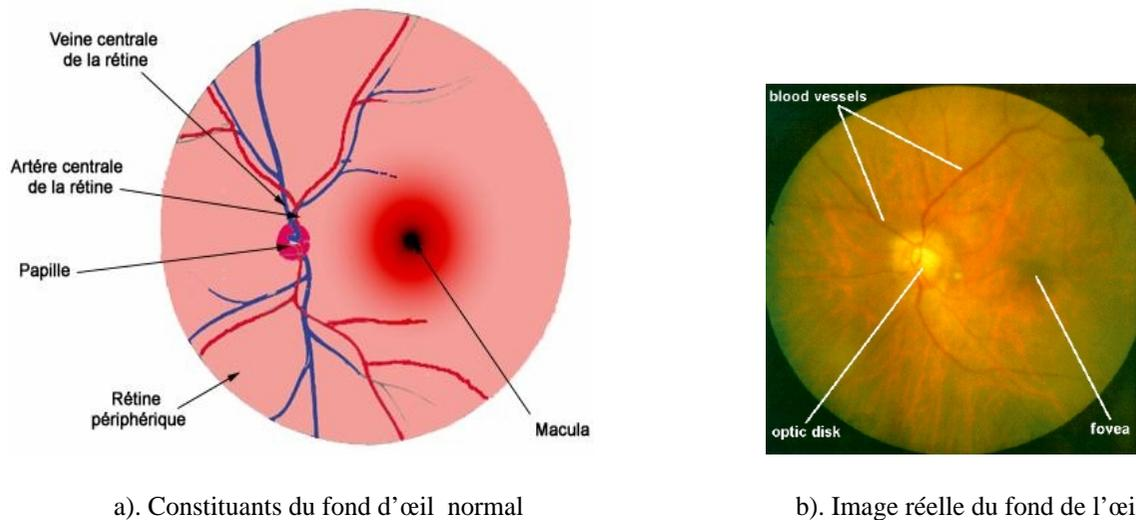 Veine centrale
de la rétine
Artére centrale
de la rétine
Papille
Rétine
périphérique
Macula
blood vessels
optic disk
fovea
a). Constituants du fond d'œil normal
b). Image réelle du fond de l'œi